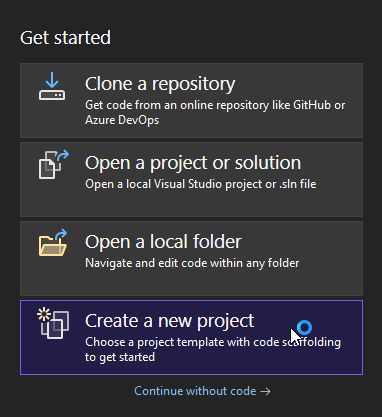 Get started
Clone a repository
Get code from an online repository like GitHub or
Azure DevOps
Open a project or solution
Open a local Visual Studio project or .sln file
Open a local folder
Navigate and edit code within any folder
Create a new project
Choose a project template with code scaffolding
to get started
Continue without code →